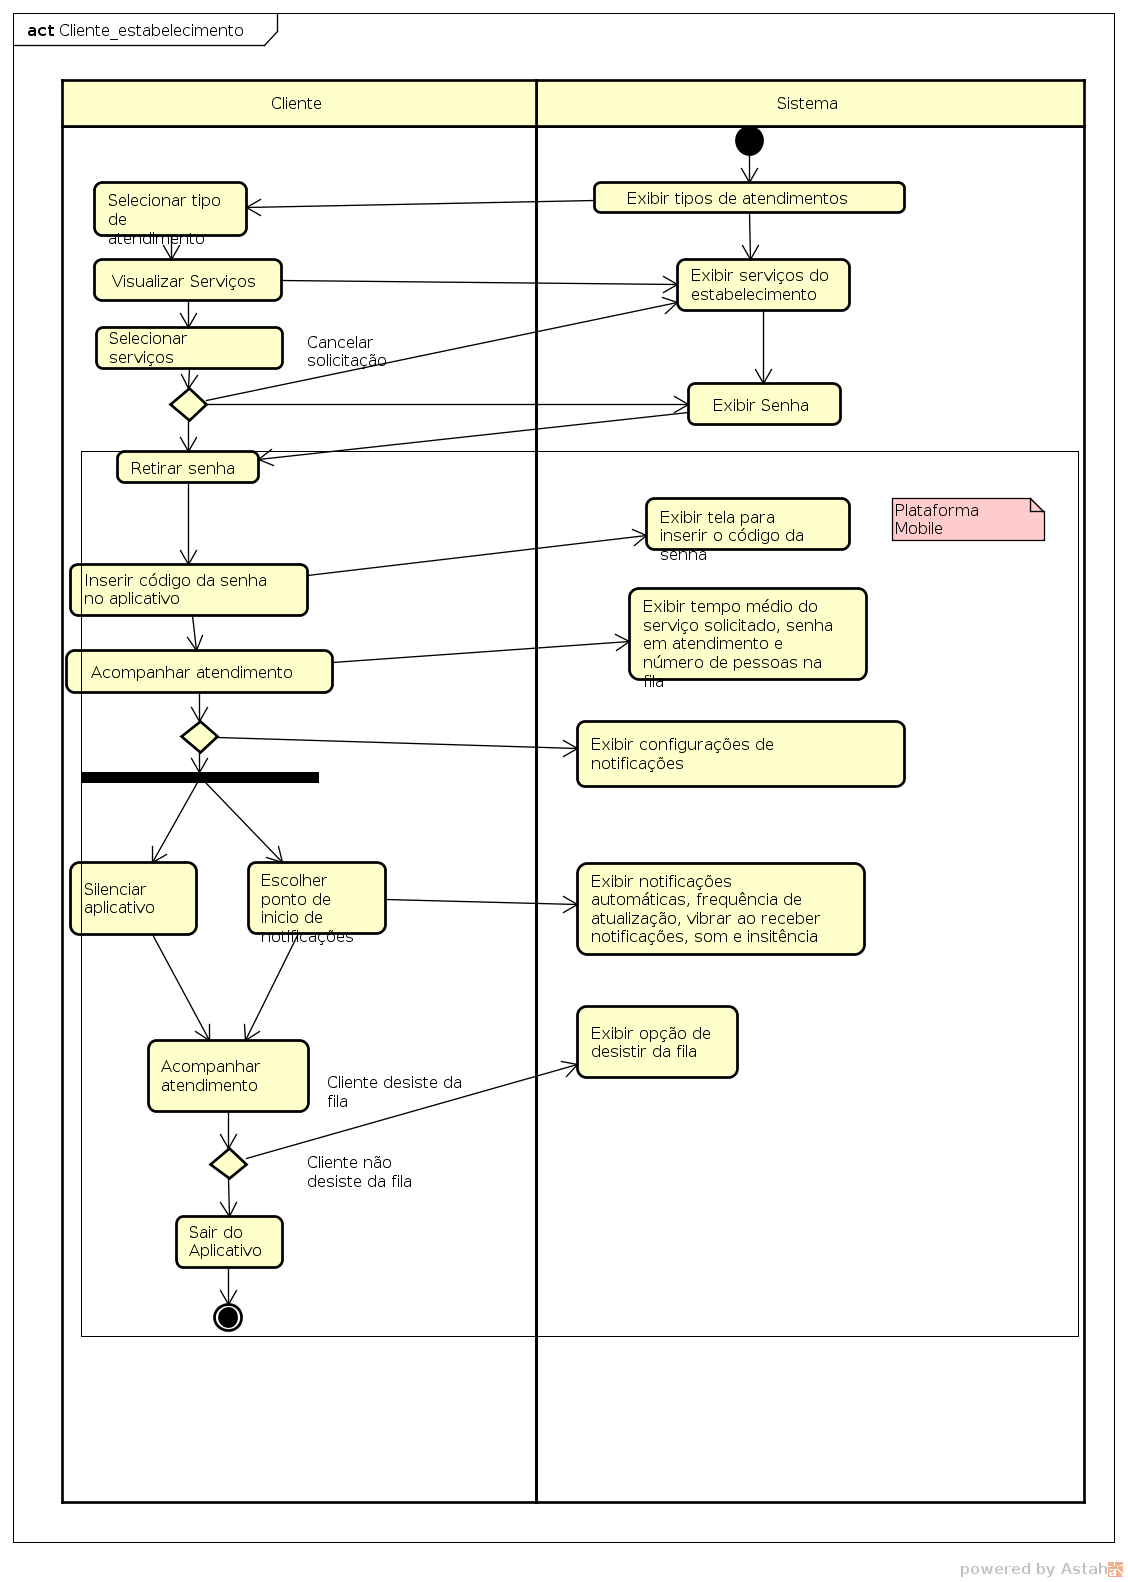 act Cliente_estabelecimento
Cliente
Sistema
Selecionar tipo
de
atendimento
Exibir tipos de atendimentos
Visualizar Serviços
Exibir serviços do
estabelecimento
Selecionar
serviços
Cancelar
solicitação
Exibir Senha
Retirar senha
Exibir tela para
inserir o código da
senha
Plataforma
Mobile
Inserir código da senha
no aplicativo
Exibir tempo médio do
serviço solicitado, senha
em atendimento e
número de pessoas na
fila
Acompanhar atendimento
Exibir configurações de
notificações
Silenciar
aplicativo
Escolher
ponto de
inicio de
notificações
Exibir notificações
automáticas, frequência de
atualização, vibrar ao receber
notificações, som e insitência
Exibir opção de
desistir da fila
Acompanhar
atendimento
Cliente desiste da
fila
Cliente não
desiste da fila
Sair do
Aplicativo
powered by Astah